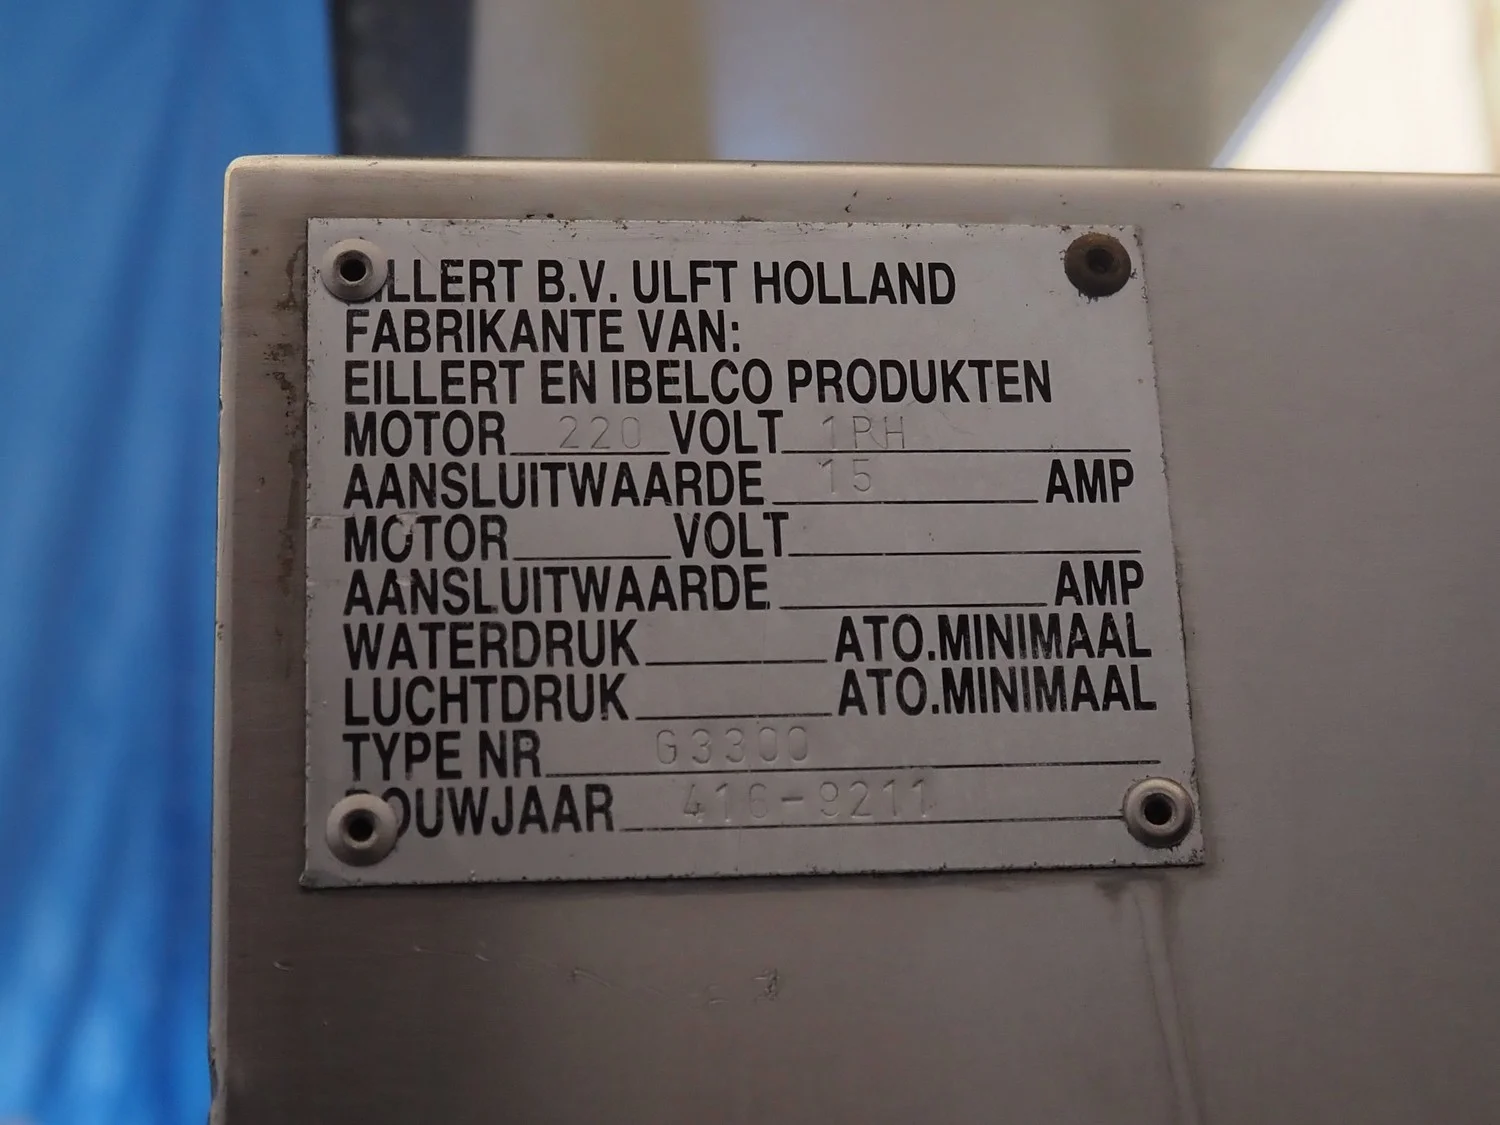 EILLERT B.V. ULFT HOLLAND
FABRIKANTE VAN:
EILLERT EN IBELCO PRODUKTEN
MOTOR 220 VOLT 1PH
AANSLUITWAARDE 15 AMP
MOTOR VOLT
AANSLUITWAARDE AMP
WATERDRUK ATO.MINIMAAL
LUCHTDRUK ATO.MINIMAAL
TYPE NR G3300
BOUWJAAR 416-9211